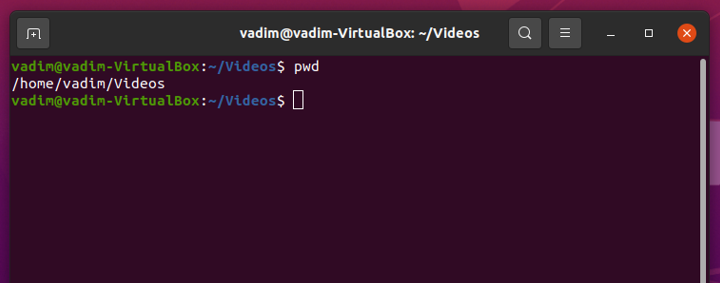 vadim@vadim-VirtualBox: ~/Videos
vadim@vadim-VirtualBox:~/Videos$ pwd
/home/vadim/Videos
vadim@vadim-VirtualBox:~/Videos$